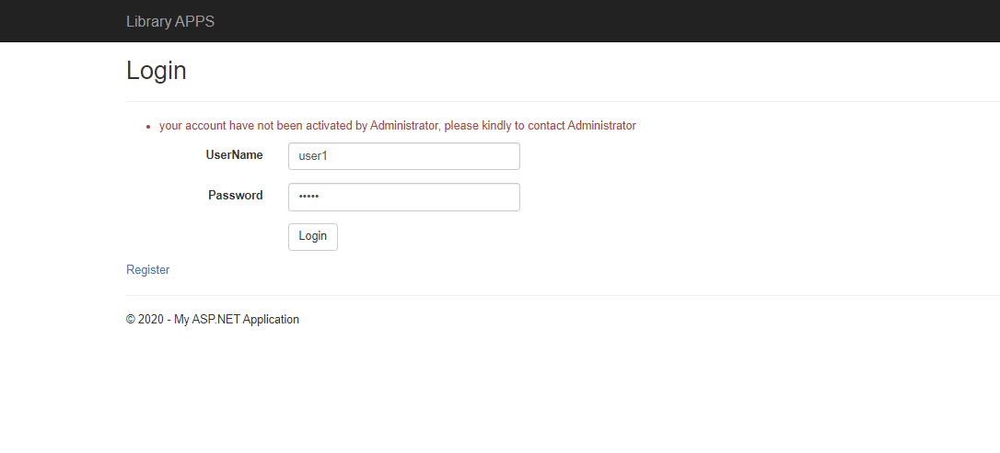 Library APPS
Login
your account have not been activated by Administrator, please kindly to contact Administrator
UserName user1
Password •••••
Login
Register
© 2020 - My ASP.NET Application